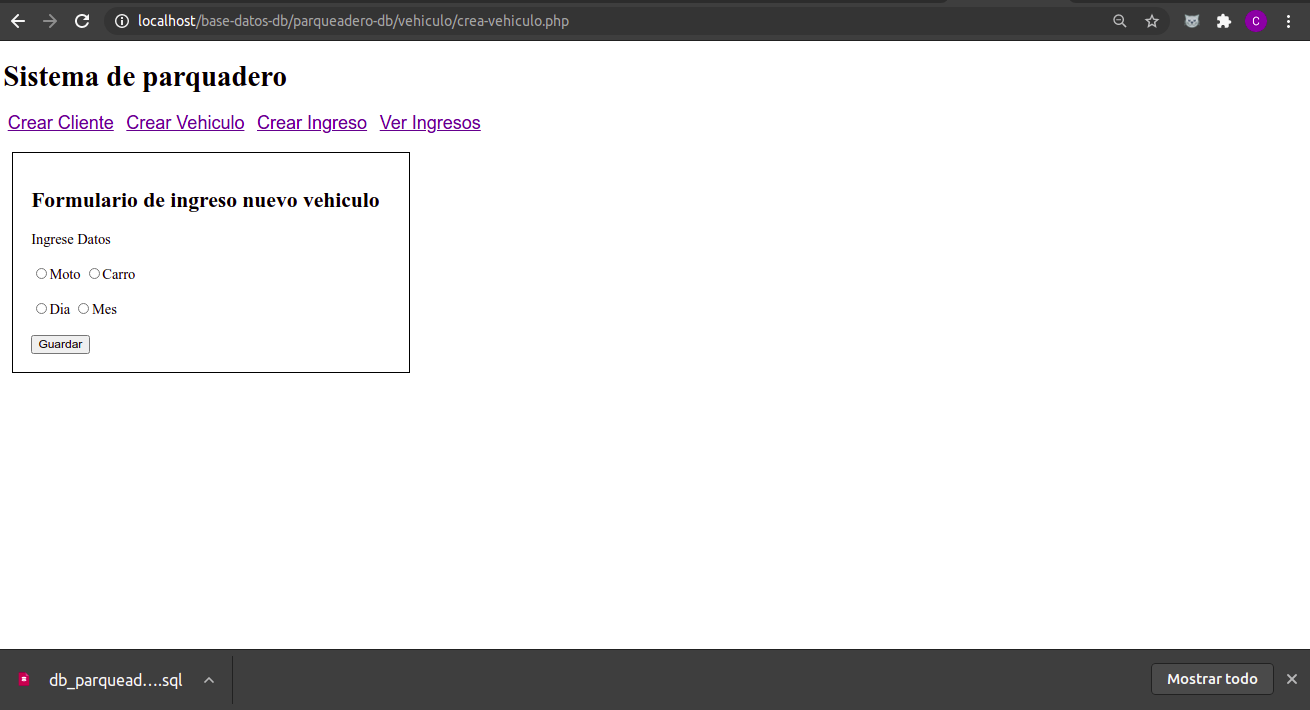 localhost/base-datos-db/parqueadero-db/vehiculo/crea-vehiculo.php
C
Sistema de parquadero
Crear Cliente Crear Vehiculo Crear Ingreso Ver Ingresos
Formulario de ingreso nuevo vehiculo
Ingrese Datos
Moto Carro
Dia Mes
Guardar
db_parquead....sql
Mostrar todo